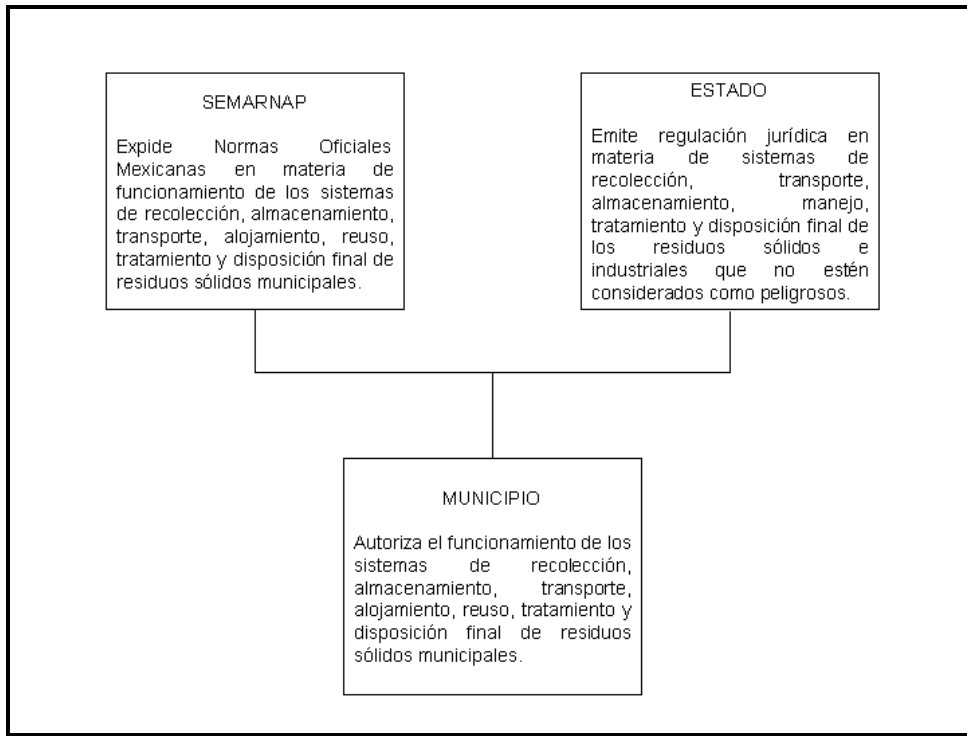 SEMARNAP
Expide Normas Oficiales
Mexicanas en materia de
funcionamiento de los sistemas
de recolección, almacenamiento,
transporte, alojamiento, reuso,
tratamiento y disposición final de
residuos sólidos municipales.
ESTADO
Emite regulación jurídica en
materia de sistemas de
recolección, transporte,
almacenamiento, manejo,
tratamiento y disposición final de
los residuos sólidos e
industriales que no estén
considerados como peligrosos.
MUNICIPIO
Autoriza el funcionamiento de los
sistemas de recolección,
almacenamiento, transporte,
alojamiento, reuso, tratamiento y
disposición final de residuos
sólidos municipales.